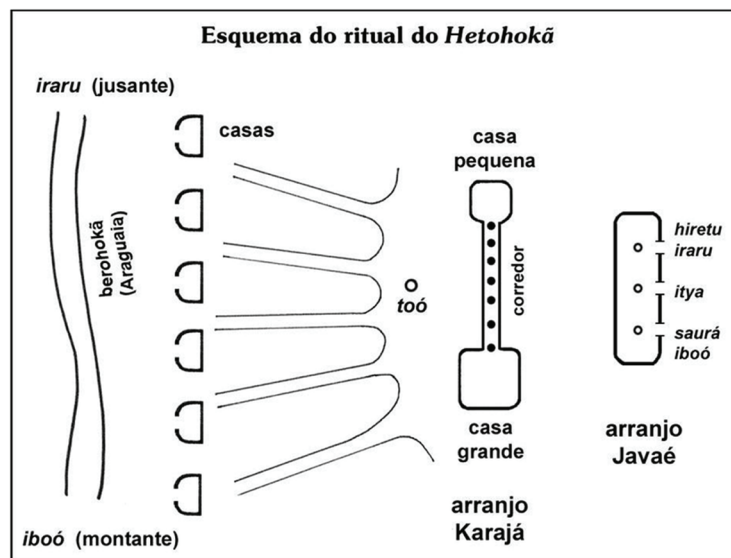 Esquema do ritual do Hetohokã
iraru (jusante)
casas
berohokã
(Araguaia)
iboó (montante)
toó
casa
pequena
corredor
casa
grande
arranjo
Karajá
hiretu
iraru
itya
saurá
iboó
arranjo
Javaé